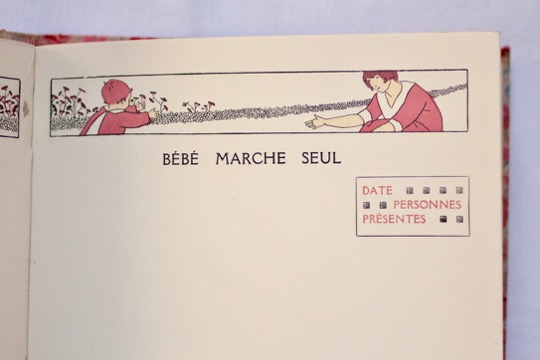 BÉBÉ MARCHE SEUL
DATE
PERSONNES
PRÉSENTES